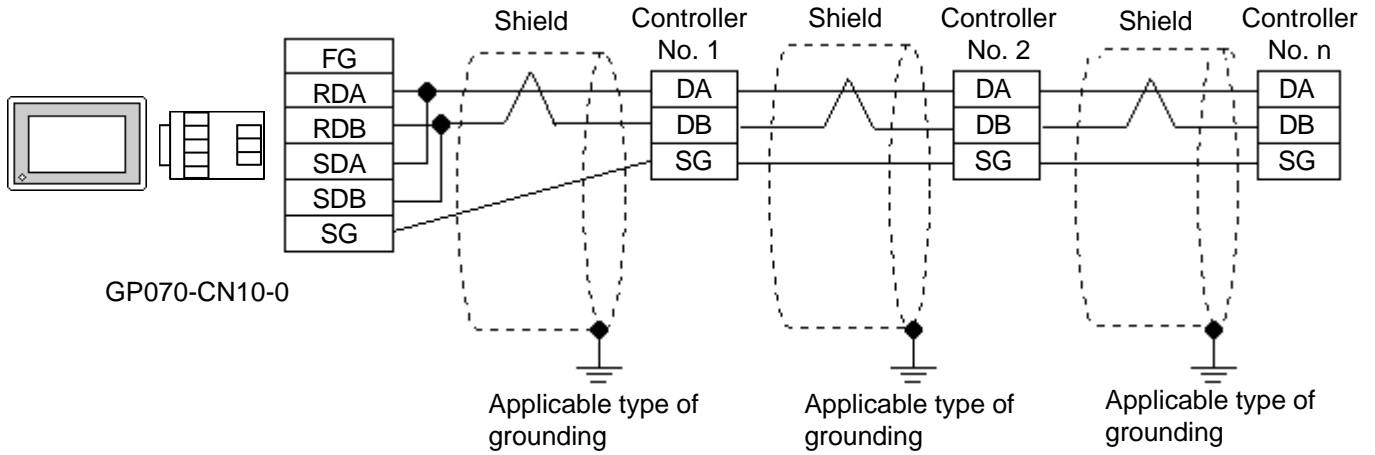 Shield
Controller
No. 1
Shield
Controller
No. 2
Shield
Controller
No. n
FG
RDA
RDB
SDA
SDB
SG
DA
DB
SG
DA
DB
SG
DA
DB
SG
GP070-CN10-0
Applicable type of
grounding
Applicable type of
grounding
Applicable type of
grounding